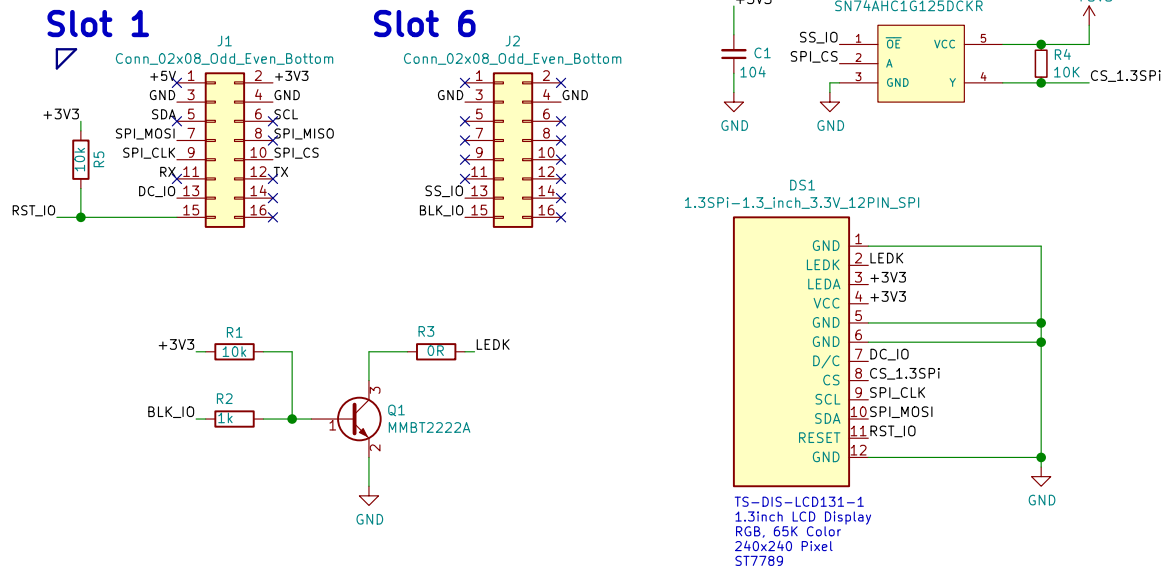 Slot 1
Slot 6
J1
Conn_02x08_Odd_Even_Bottom
+5V 1 2 +3V3
GND 3 4 GND
SDA 5 6 SCL
SPI_MOSI 7 8 SPI_MISO
SPI_CLK 9 10 SPI_CS
RX 11 12 TX
DC_IO 13 14
15 16
+3V3
10k
R5
RST_IO
J2
Conn_02x08_Odd_Even_Bottom
1 2
GND 3 4 GND
5 6
7 8
9 10
11 12
SS_IO 13 14
BLK_IO 15 16
C1
104
GND
SN74AHC1G125DCKR
SS_IO 1 OE VCC 5
SPI_CS 2 A
3 GND Y 4
GND
R4
10K
CS_1.3SPi
DS1
1.3SPi-1.3_inch_3.3V_12PIN_SPI
GND 1
LEDK 2 LEDK
LEDA 3 +3V3
VCC 4 +3V3
GND 5
GND 6
D/C 7 DC_IO
CS 8 CS_1.3SPi
SCL 9 SPI_CLK
SDA 10 SPI_MOSI
RESET 11 RST_IO
GND 12
GND
TS-DIS-LCD131-1
1.3inch LCD Display
RGB, 65K Color
240x240 Pixel
ST7789
+3V3
R1
10k
BLK_IO
R2
1k
R3
0R
LEDK
1
3
2
Q1
MMBT2222A
GND